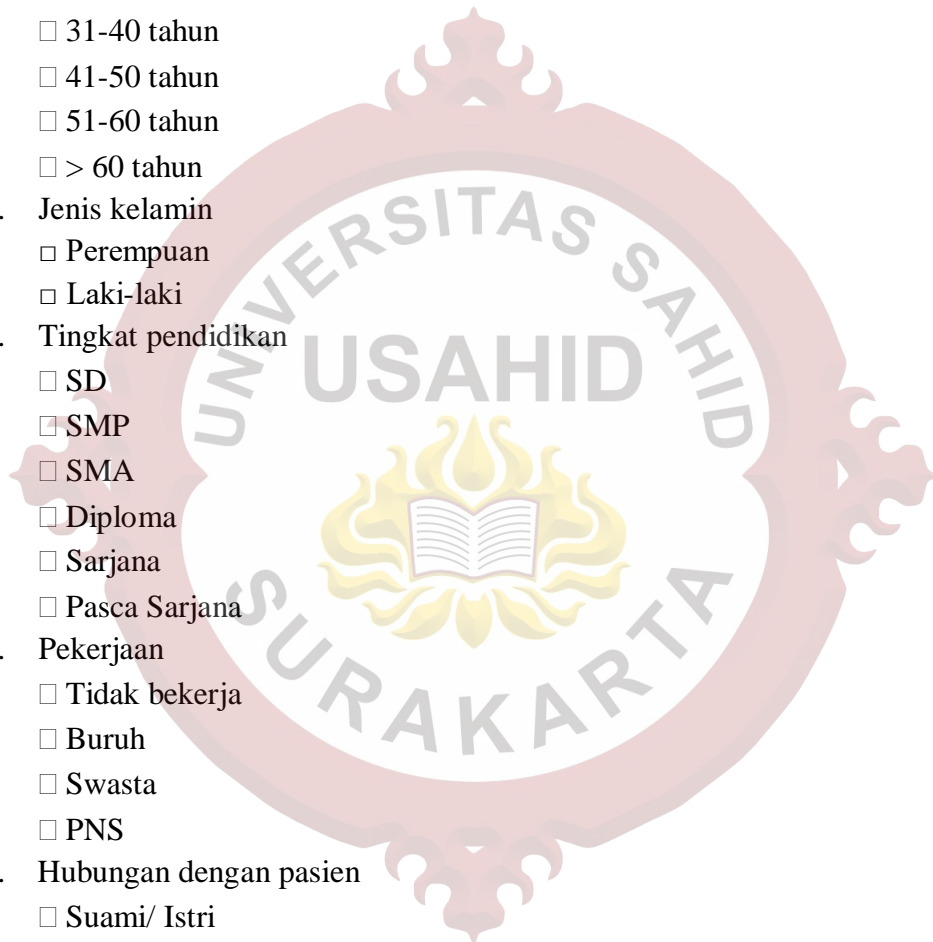 □ 31-40 tahun
□ 41-50 tahun
□ 51-60 tahun
□ > 60 tahun
. Jenis kelamin
□ Perempuan
□ Laki-laki
. Tingkat pendidikan
□ SD
□ SMP
□ SMA
□ Diploma
□ Sarjana
□ Pasca Sarjana
. Pekerjaan
□ Tidak bekerja
□ Buruh
□ Swasta
□ PNS
. Hubungan dengan pasien
□ Suami/ Istri
UNIVERSITAS SAHID
USAHID
SURAKARTA